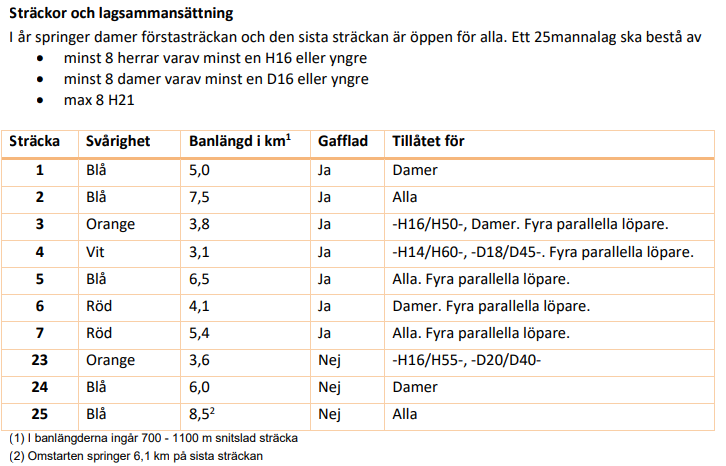 Sträckor och lagsammansättning
I år springer damer förstasträckan och den sista sträckan är öppen för alla. Ett 25mannalag ska bestå av
• minst 8 herrar varav minst en H16 eller yngre
• minst 8 damer varav minst en D16 eller yngre
• max 8 H21
Sträcka Svårighet Banlängd i km¹ Gafflad Tillåtet för
1 Blå 5,0 Ja Damer
2 Blå 7,5 Ja Alla
3 Orange 3,8 Ja -H16/H50-, Damer. Fyra parallella löpare.
4 Vit 3,1 Ja -H14/H60-, -D18/D45-. Fyra parallella löpare.
5 Blå 6,5 Ja Alla. Fyra parallella löpare.
6 Röd 4,1 Ja Damer. Fyra parallella löpare.
7 Röd 5,4 Ja Alla. Fyra parallella löpare.
23 Orange 3,6 Nej -H16/H55-, -D20/D40-
24 Blå 6,0 Nej Damer
25 Blå 8,5² Nej Alla
(1) I banlängderna ingår 700 - 1100 m snitslad sträcka
(2) Omstarten springer 6,1 km på sista sträckan